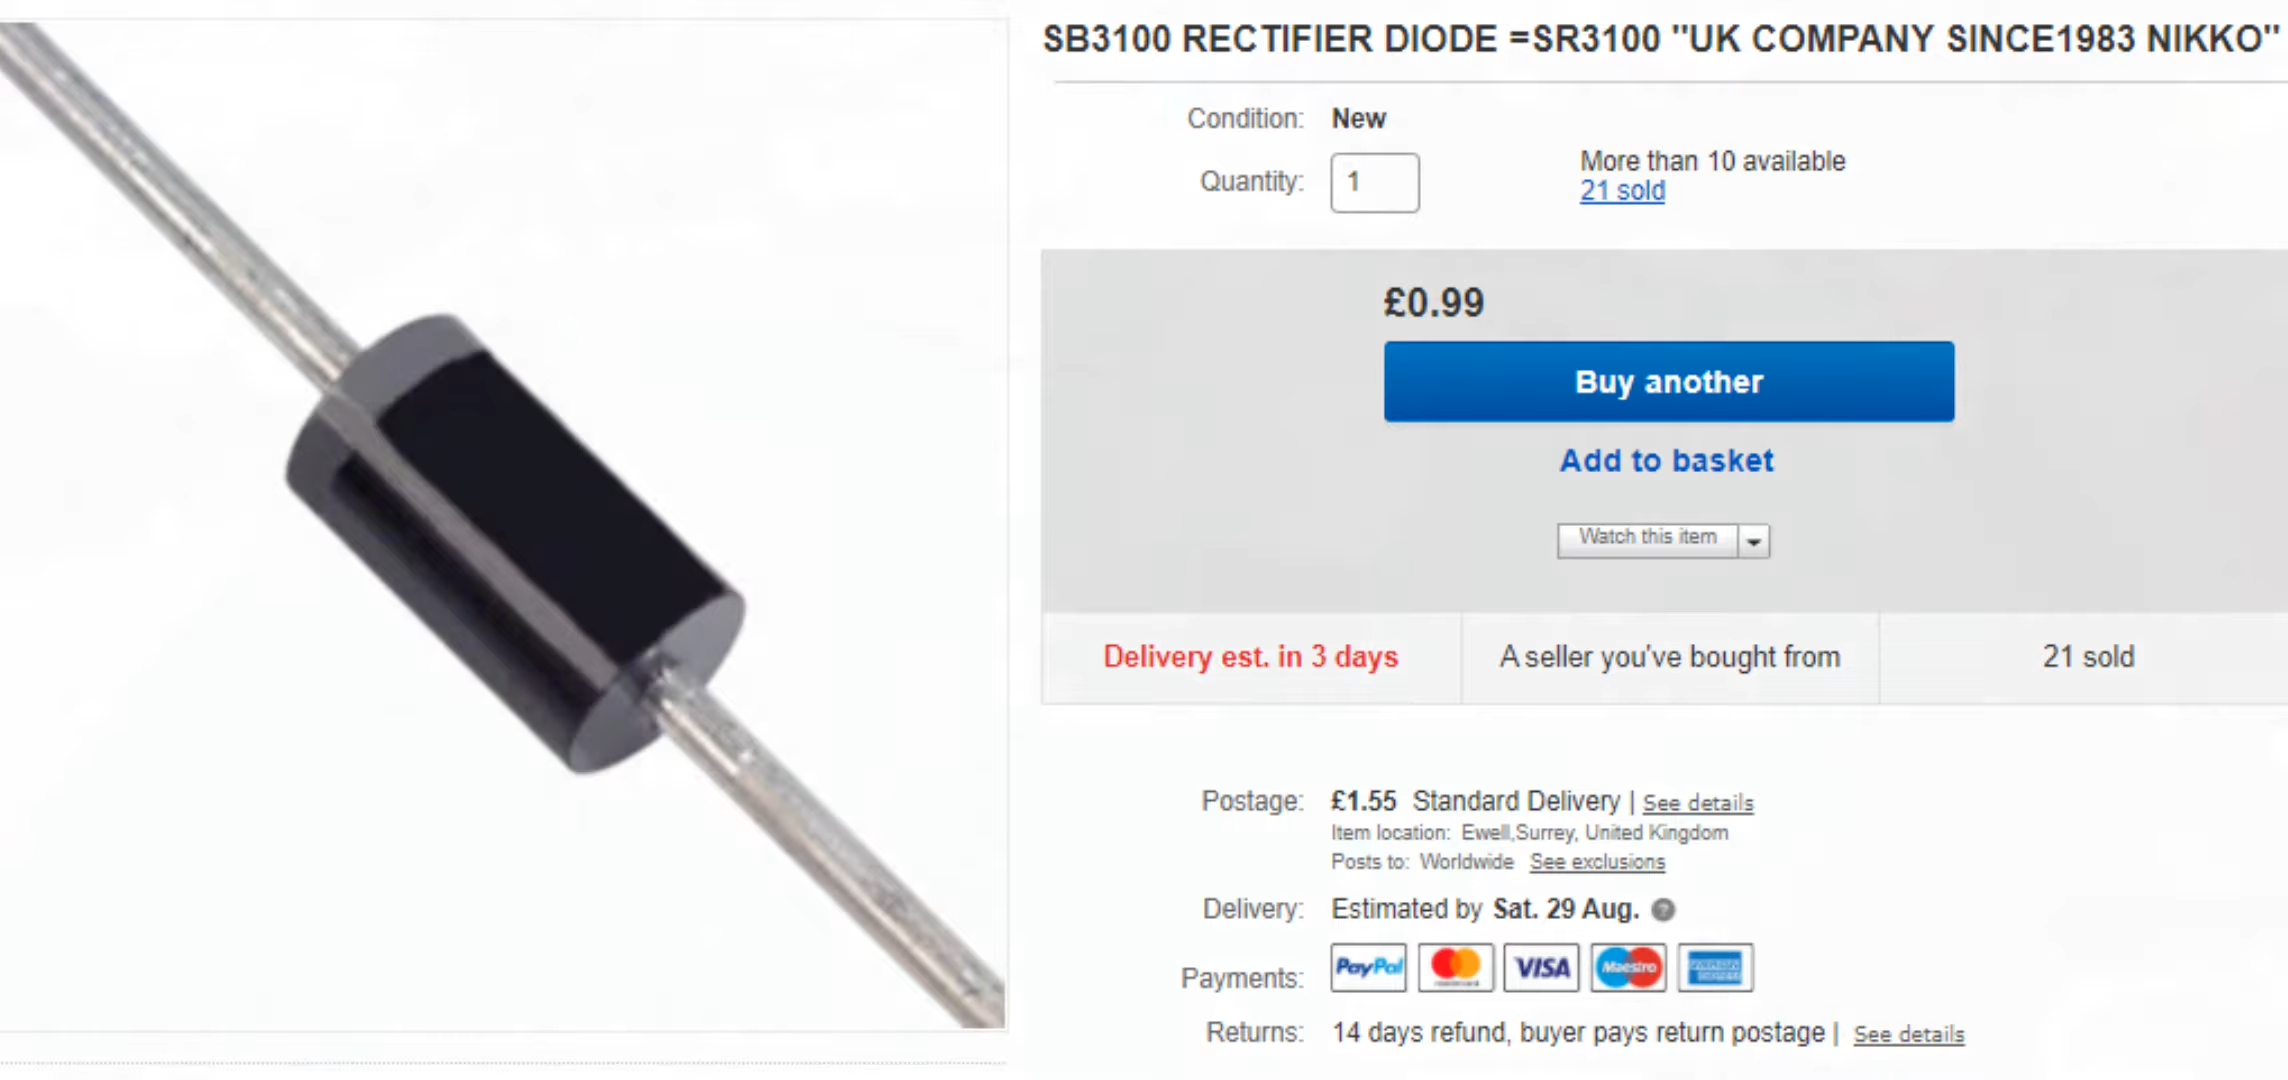 SB3100 RECTIFIER DIODE =SR3100 "UK COMPANY SINCE1983 NIKKO"
Condition: New
Quantity: 1
More than 10 available
21 sold
£0.99
Buy another
Add to basket
Watch this item
Delivery est. in 3 days
A seller you've bought from
21 sold
Postage: £1.55 Standard Delivery | See details
Item location: Ewell,Surrey, United Kingdom
Posts to: Worldwide See exclusions
Delivery: Estimated by Sat. 29 Aug. ?
Payments: PayPal VISA Maestro
Returns: 14 days refund, buyer pays return postage | See details